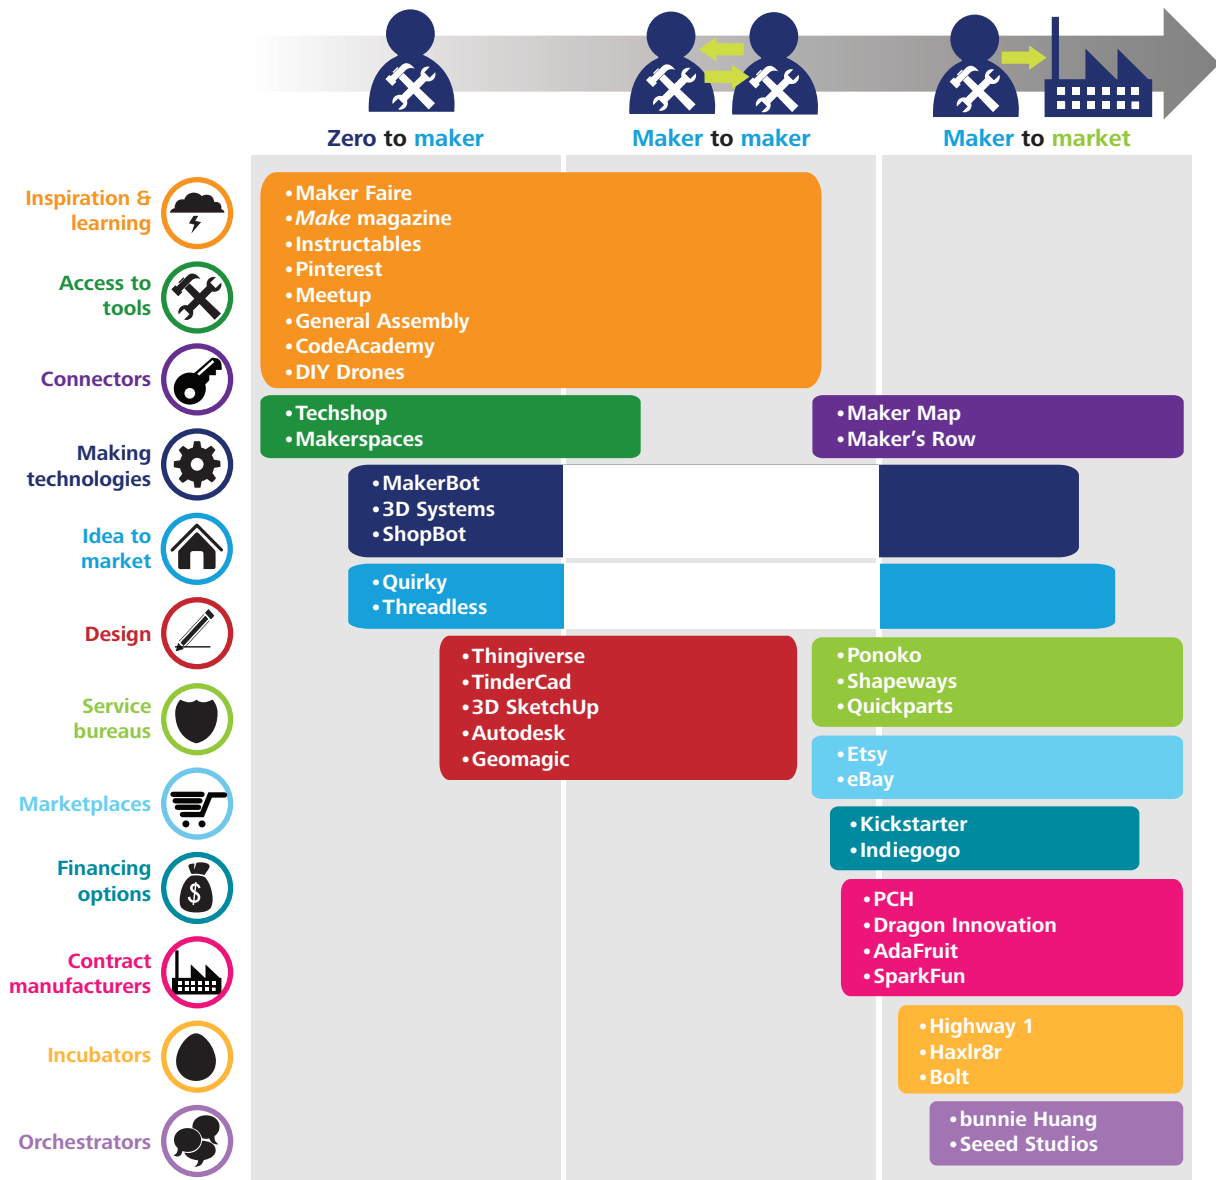 Zero to maker
Maker to maker
Maker to market
Inspiration &
learning
Access to
tools
Connectors
Making
technologies
Idea to
market
Design
Service
bureaus
Marketplaces
Financing
options
$
Contract
manufacturers
Incubators
Orchestrators
•Maker Faire
•Make magazine
•Instructables
•Pinterest
•Meetup
•General Assembly
•CodeAcademy
•DIY Drones
•Techshop
•Makerspaces
•Maker Map
•Maker’s Row
•MakerBot
•3D Systems
•ShopBot
•Quirky
•Threadless
•Thingiverse
•TinderCad
•3D SketchUp
•Autodesk
•Geomagic
•Ponoko
•Shapeways
•Quickparts
•Etsy
•eBay
•Kickstarter
•Indiegogo
•PCH
•Dragon Innovation
•AdaFruit
•SparkFun
•Highway 1
•Haxlr8r
•Bolt
•bunnie Huang
•Seeed Studios